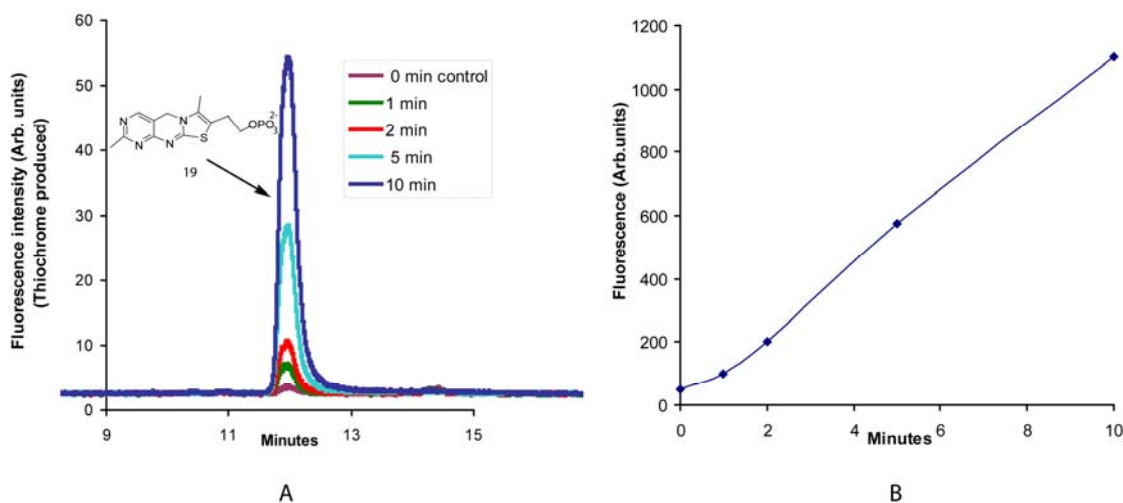 60
50
40
30
20
10
0
9
11
13
15
Minutes
Fluorescence intensity (Arb. units)
(Thiochrome produced)
N
N
N
N
S
OPO3 2-
19
0 min control
1 min
2 min
5 min
10 min
A
1200
1000
800
600
400
200
0
0
2
4
6
8
10
Minutes
Fluorescence (Arb.units)
B